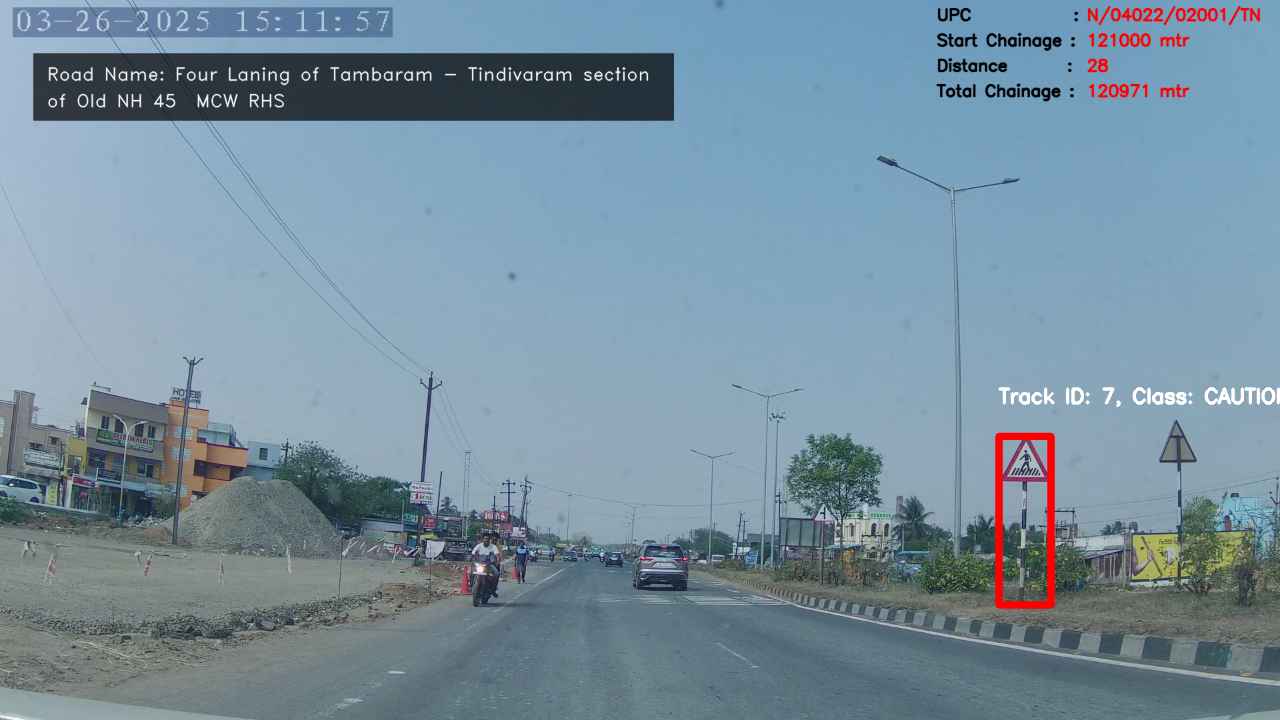 03-26-2025 15:11:57
Road Name: Four Laning of Tambaram - Tindivaram section
of Old NH 45 MCW RHS
UPC : N/04022/02001/TN
Start Chainage : 121000 mtr
Distance : 28
Total Chainage : 120971 mtr
Track ID: 7, Class: CAUTIO
HOTEL